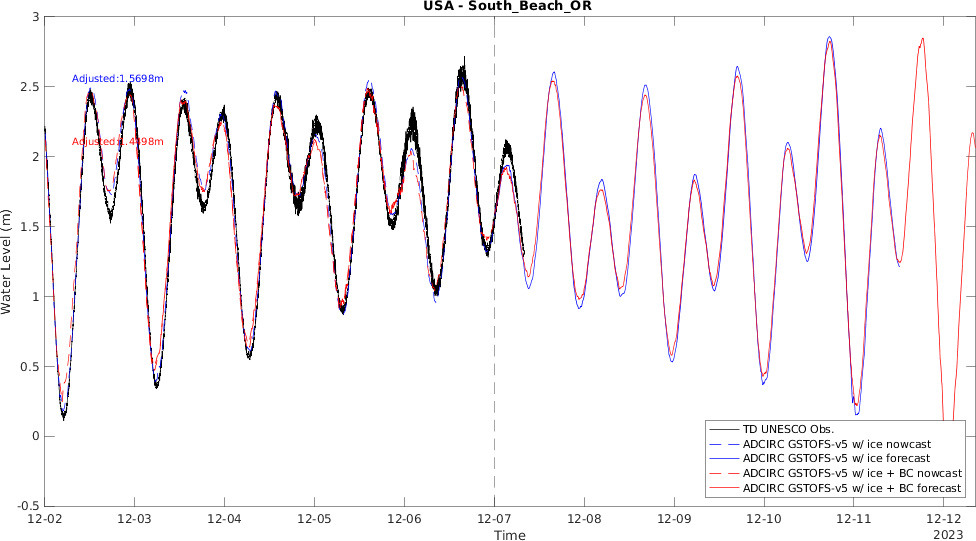 USA - South_Beach_OR
3
2.5
2
1.5
1
0.5
0
-0.5
Water Level (m)
Adjusted:1.5698m
Adjusted:1.4498m
TD UNESCO Obs.
ADCIRC GSTOFS-v5 w/ ice nowcast
ADCIRC GSTOFS-v5 w/ ice forecast
ADCIRC GSTOFS-v5 w/ ice + BC nowcast
ADCIRC GSTOFS-v5 w/ ice + BC forecast
12-02 12-03 12-04 12-05 12-06 12-07 12-08 12-09 12-10 12-11 12-12
Time 2023